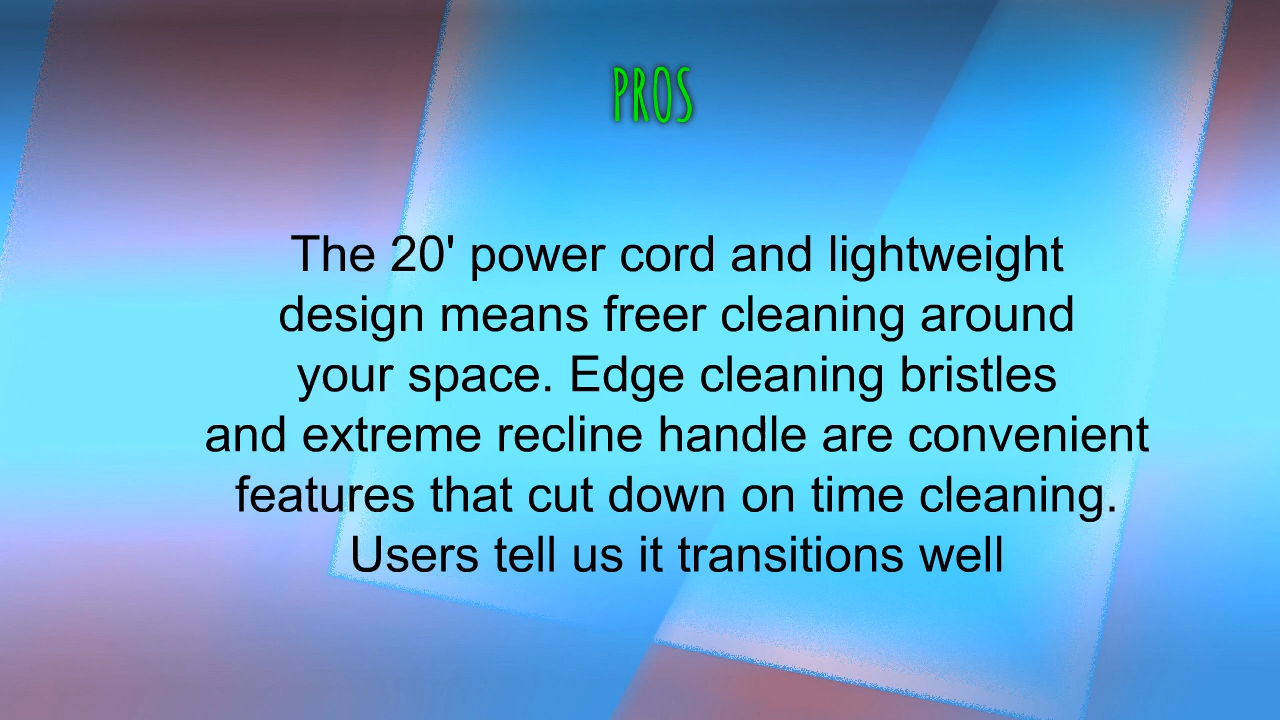 PROS
The 20' power cord and lightweight
design means freer cleaning around
your space. Edge cleaning bristles
and extreme recline handle are convenient
features that cut down on time cleaning.
Users tell us it transitions well